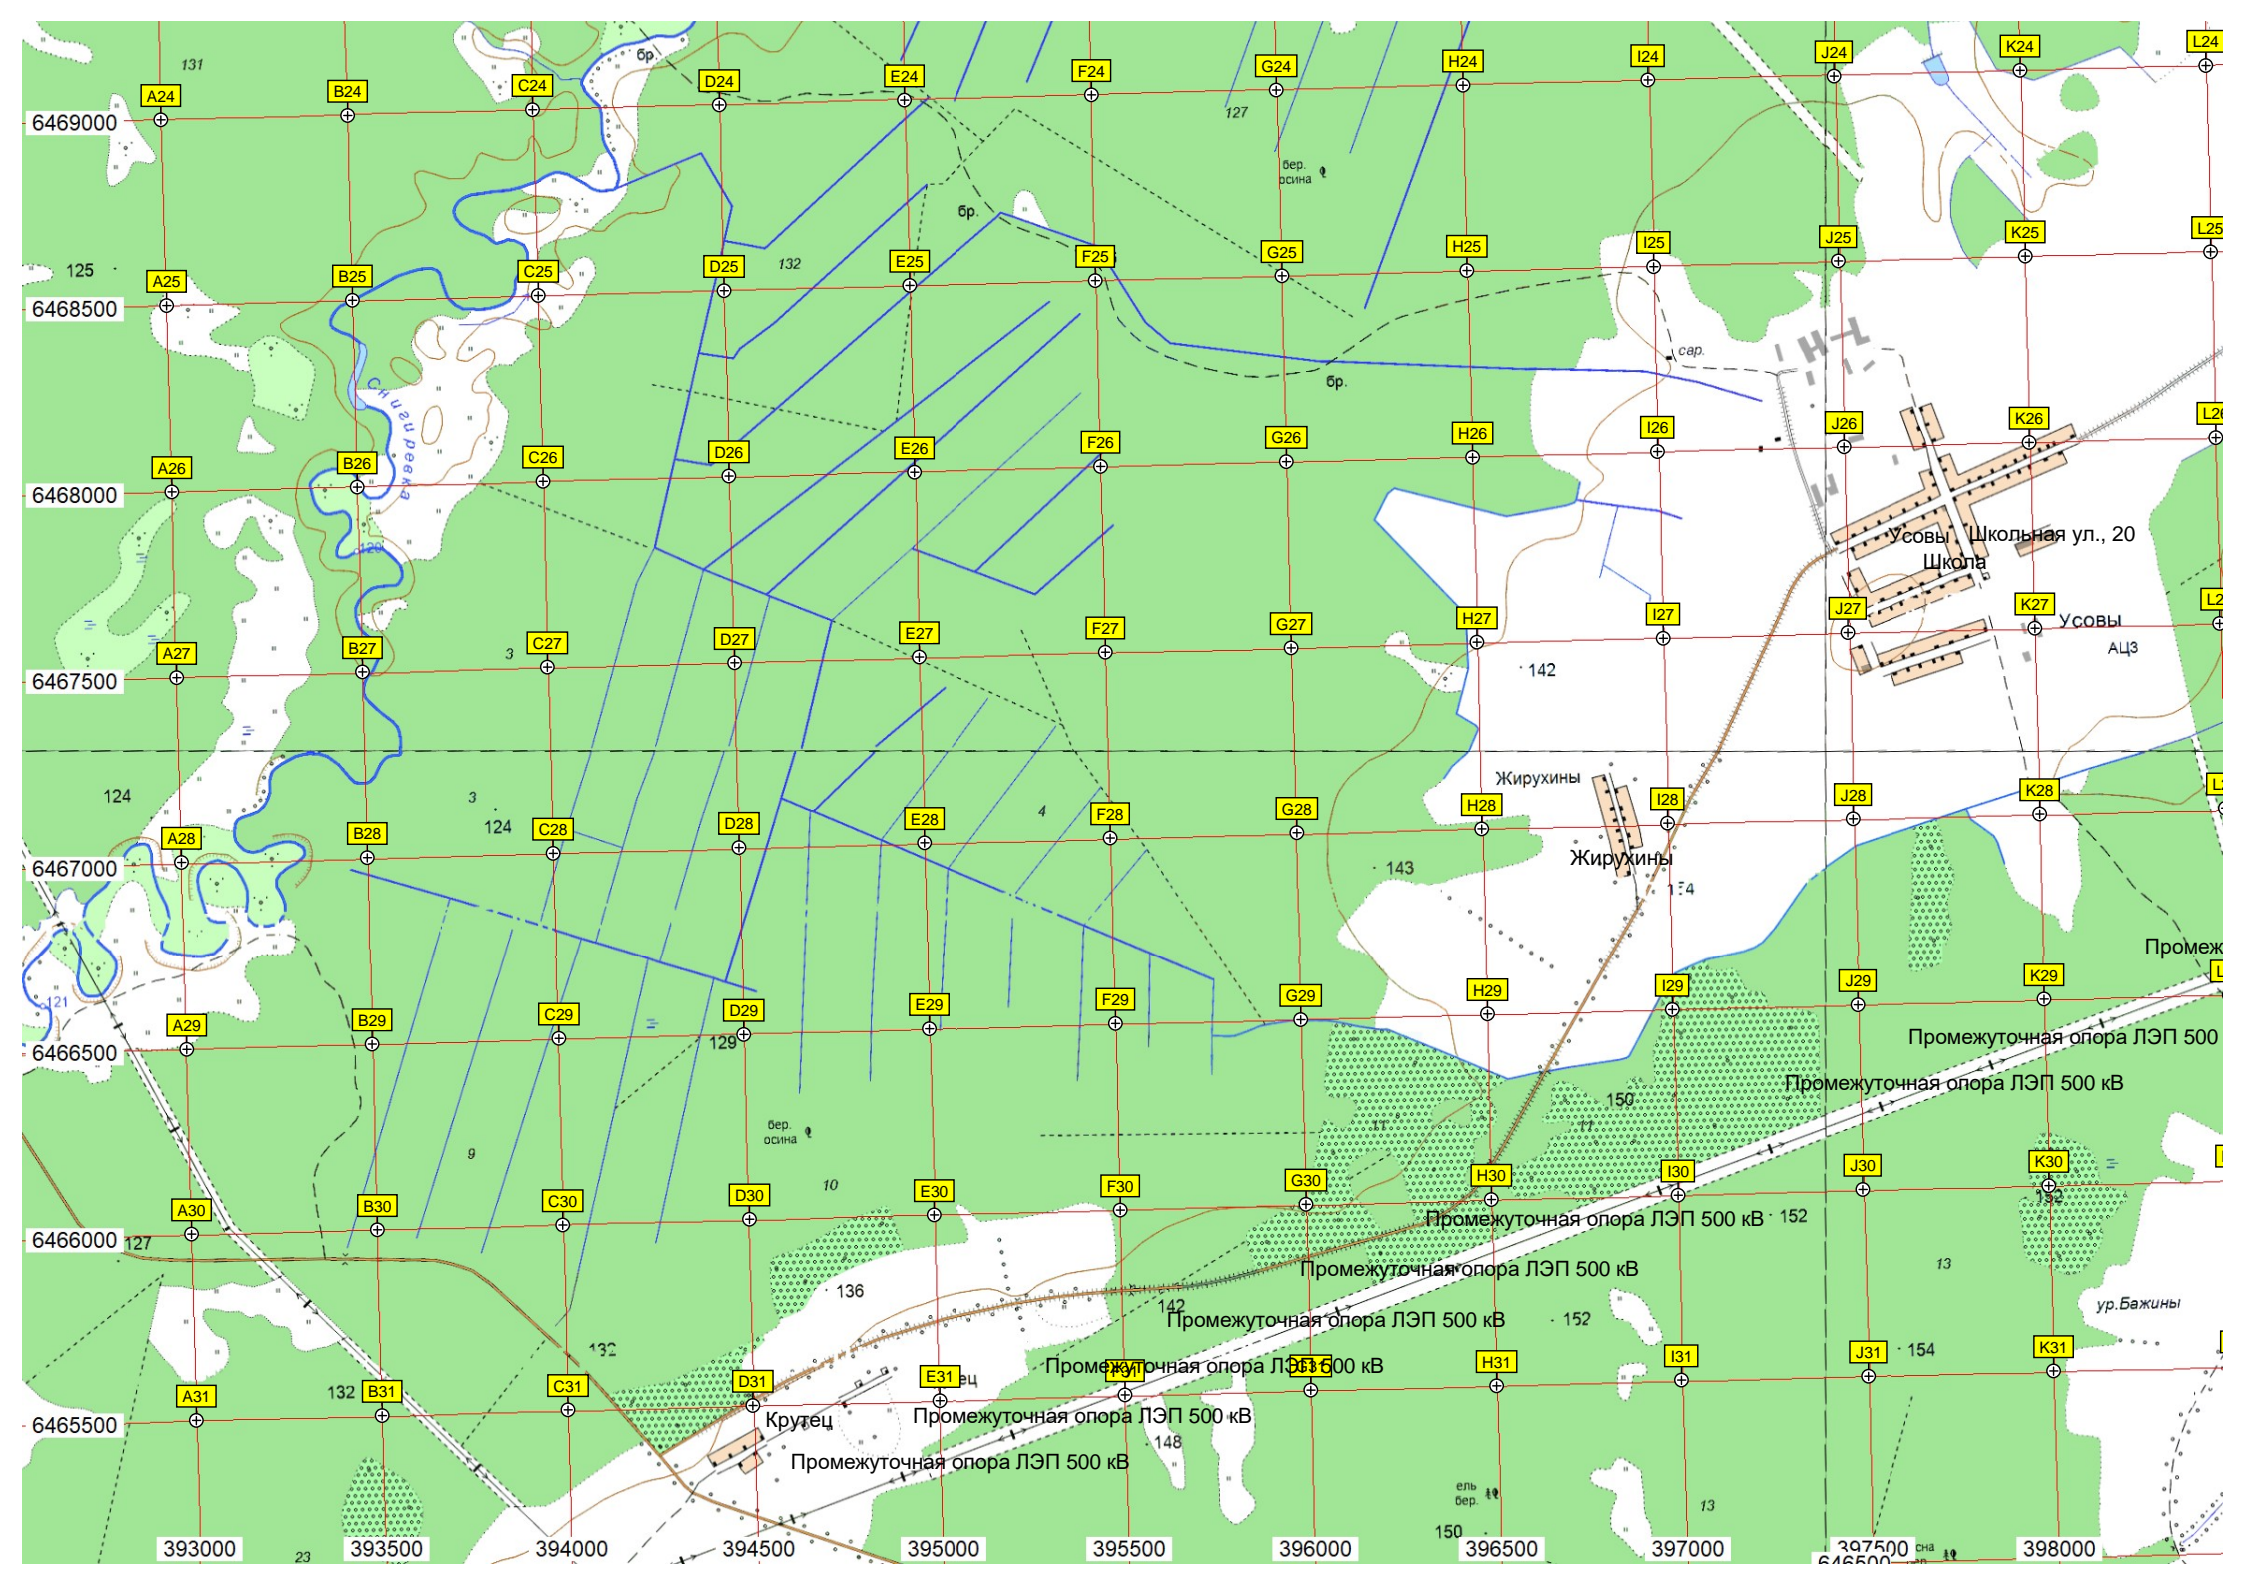 131
бр.
A24
B24
C24
D24
E24
F24
G24
H24
I24
J24
K24
L24
6469000
127
бер.
осина
бр.
125
A25
B25
C25
D25
132
E25
F25
G25
H25
I25
J25
K25
L25
6468500
сар.
бр.
Снигиревка
A26
B26
C26
D26
E26
F26
G26
H26
I26
J26
K26
6468000
120
Усовы
Школьная ул., 20
Школа
A27
B27
C27
D27
E27
F27
G27
H27
I27
J27
K27
Усовы
АЦЗ
3
142
6467500
Жирухины
124
3
124
4
A28
B28
C28
D28
E28
F28
G28
H28
I28
J28
K28
6467000
Жирухины
143
Промеж
121
A29
B29
C29
D29
E29
F29
G29
H29
I29
J29
K29
129
6466500
Промежуточная опора ЛЭП 500
Промежуточная опора ЛЭП 500 кВ
150
11
11
бер.
осина
9
10
A30
B30
C30
D30
E30
F30
G30
H30
I30
J30
K30
152
6466000
127
Промежуточная опора ЛЭП 500 кВ
152
Промежуточная опора ЛЭП 500 кВ
13
136
142
ур.Бажины
Промежуточная опора ЛЭП 500 кВ
152
132
154
Промежуточная опора ЛЭП 500 кВ
A31
132
B31
C31
D31
E31
F31
G31
H31
I31
J31
K31
6465500
Крутец
Промежуточная опора ЛЭП 500 кВ
148
Промежуточная опора ЛЭП 500 кВ
ель
бер.
13
150
23
393000
393500
394000
394500
395000
395500
396000
396500
397000
397500
398000